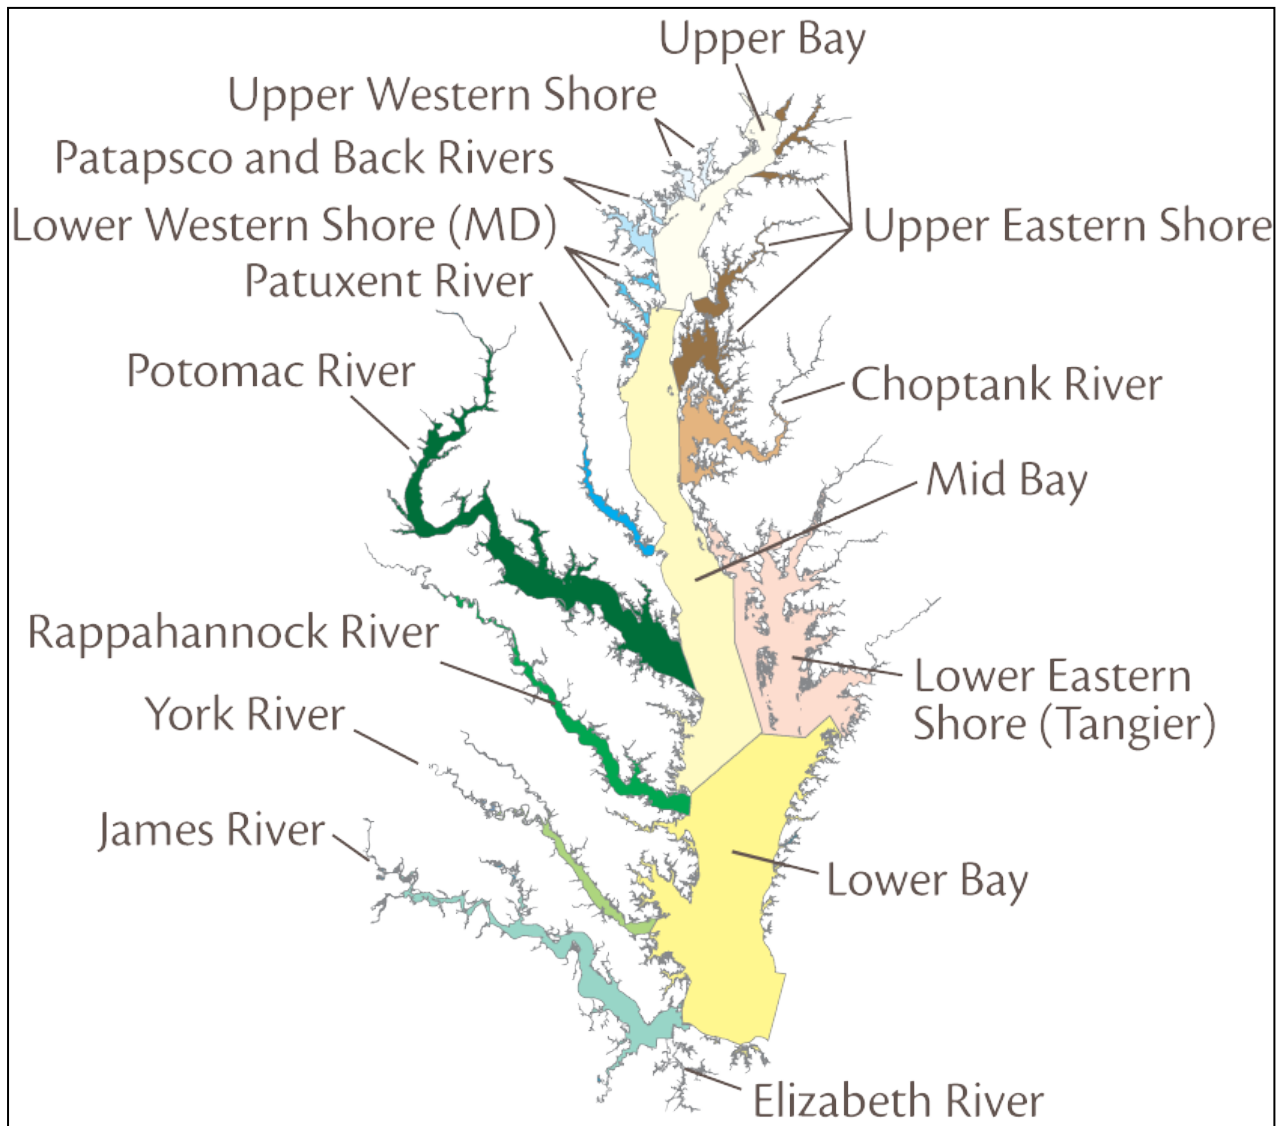 Upper Bay
Upper Western Shore
Patapsco and Back Rivers
Lower Western Shore (MD)
Upper Eastern Shore
Patuxent River
Potomac River
Choptank River
Mid Bay
Rappahannock River
Lower Eastern
Shore (Tangier)
York River
James River
Lower Bay
Elizabeth River